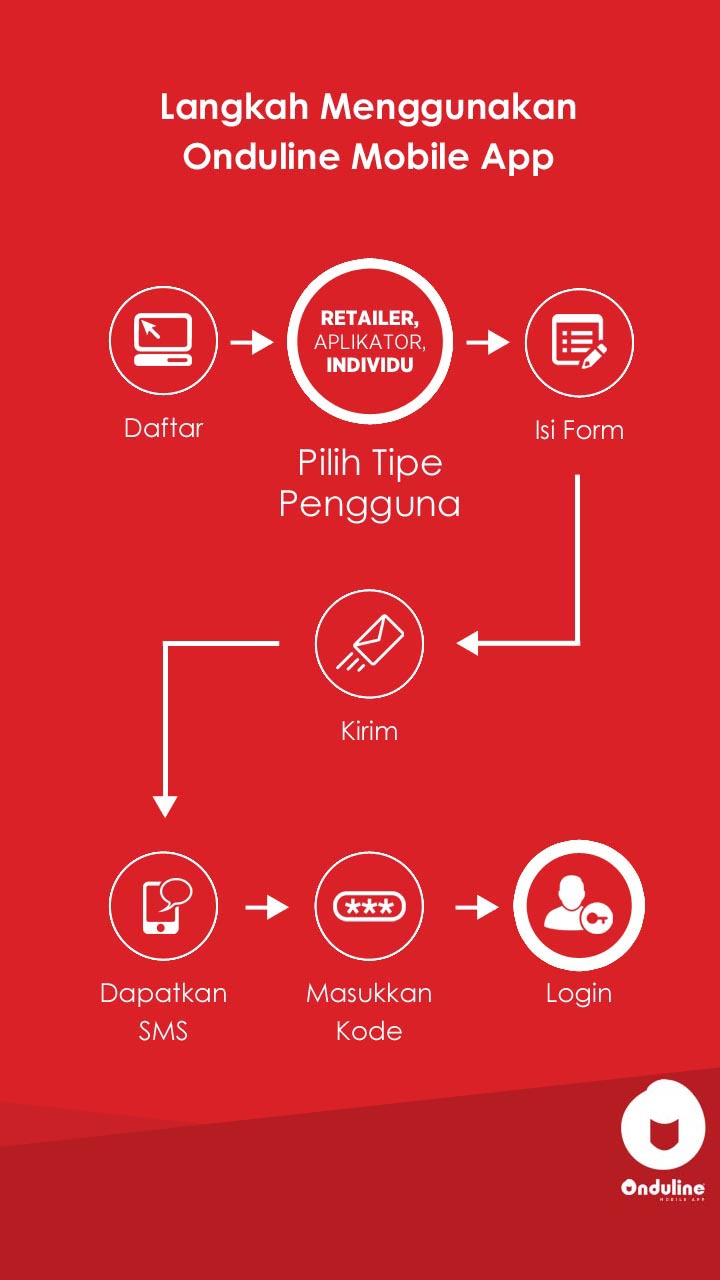 Langkah Menggunakan
Onduline Mobile App
RETAILER,
APLIKATOR,
INDIVIDU
Daftar
Pilih Tipe
Pengguna
Isi Form
Kirim
***
Dapatkan
SMS
Masukkan
Kode
Login
Onduline
MOBILE APP